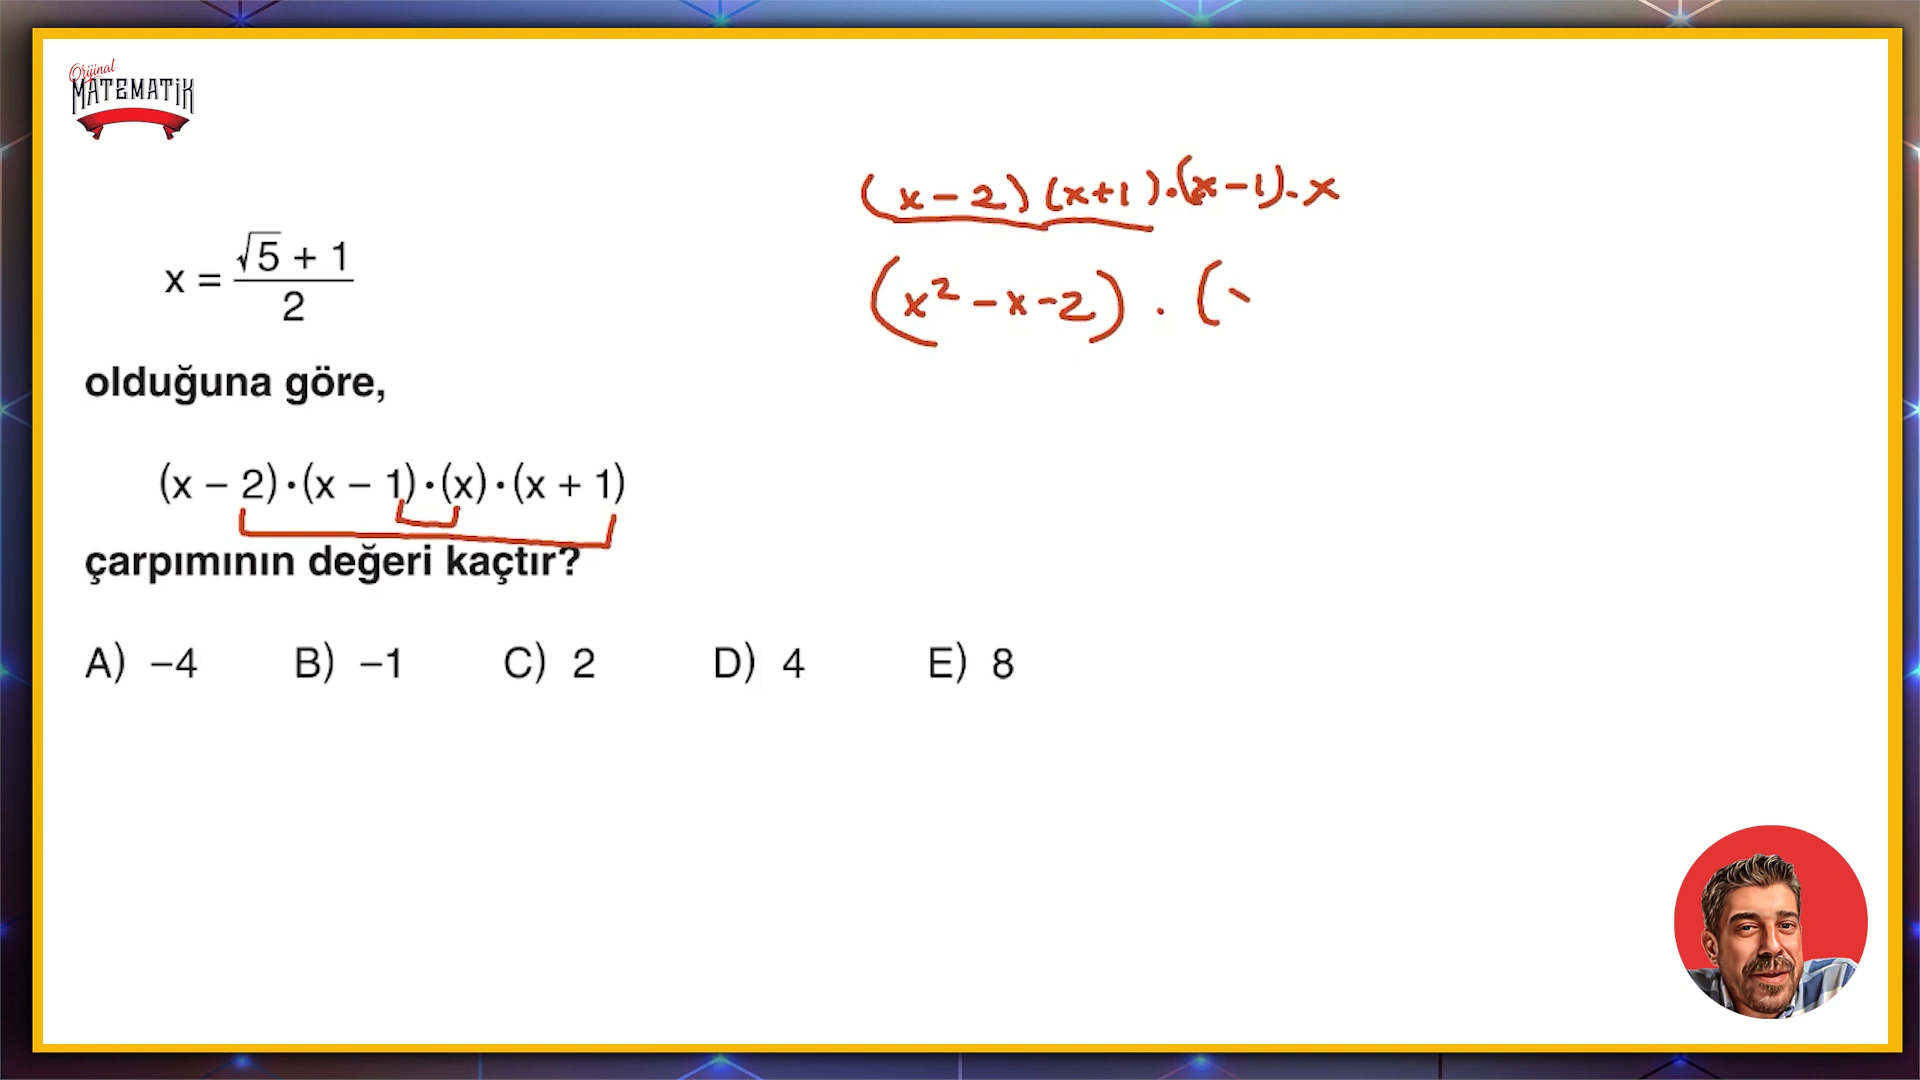 Orijinal
MATEMATİK
x = (√5 + 1)/2
olduğuna göre,
(x – 2)·(x – 1)·(x)·(x + 1)
çarpımının değeri kaçtır?
A) –4 B) –1 C) 2 D) 4 E) 8
(x-2)(x+1).(x-1).x
(x²-x-2).(